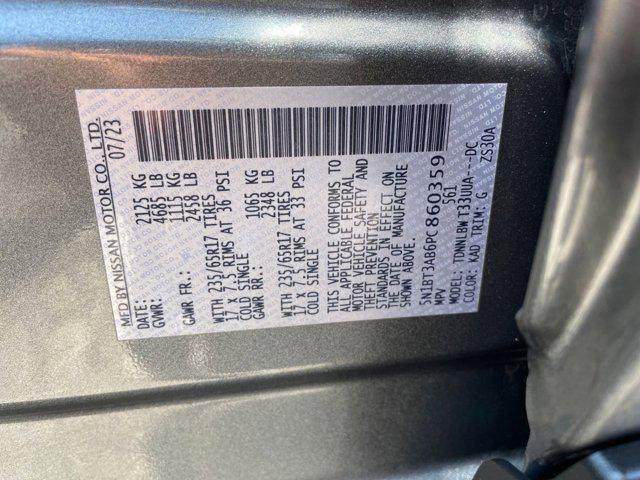 MFD BY NISSAN MOTOR CO., LTD.
DATE: 07/23
GVWR: 2125 KG
4685 LB
GAWR FR.: 1115 KG
2458 LB
WITH 235/65R17 TIRES
17 X 7.5 RIMS AT 36 PSI
COLD SINGLE
GAWR RR.: 1065 KG
2348 LB
WITH 235/65R17 TIRES
17 X 7.5 RIMS AT 33 PSI
COLD SINGLE
THIS VEHICLE CONFORMS TO
ALL APPLICABLE FEDERAL
MOTOR VEHICLE SAFETY AND
THEFT PREVENTION
STANDARDS IN EFFECT ON
THE DATE OF MANUFACTURE
SHOWN ABOVE.
5N1BT3AB6PC860359
MPV 561
MODEL: TDWNLBWT33UUA---DC
COLOR: KAD TRIM: G ZS30A